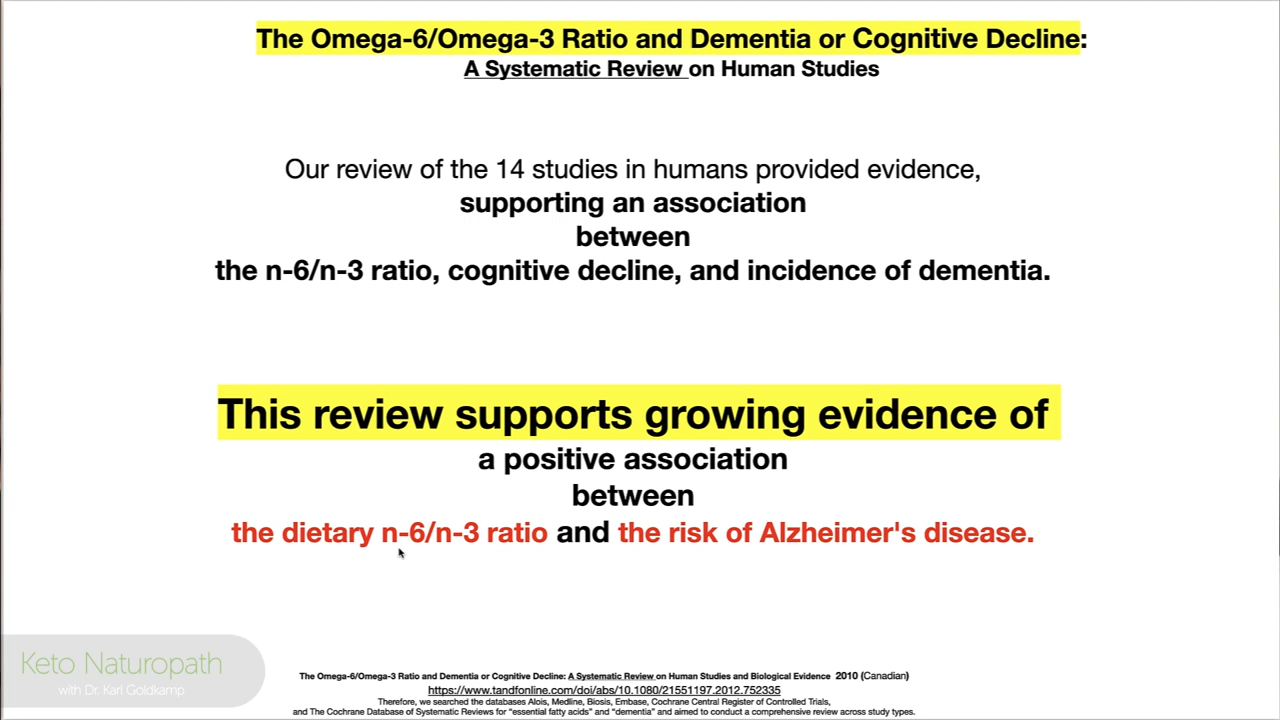 The Omega-6/Omega-3 Ratio and Dementia or Cognitive Decline:
A Systematic Review on Human Studies
Our review of the 14 studies in humans provided evidence,
supporting an association
between
the n-6/n-3 ratio, cognitive decline, and incidence of dementia.
This review supports growing evidence of
a positive association
between
the dietary n-6/n-3 ratio and the risk of Alzheimer's disease.
Keto Naturopath
with Dr. Karl Goldkamp
The Omega-6/Omega-3 Ratio and Dementia or Cognitive Decline: A Systematic Review on Human Studies and Biological Evidence 2010 (Canadian)
https://www.tandfonline.com/doi/abs/10.1080/21551197.2012.752335
Therefore, we searched the databases Alois, Medline, Biosis, Embase, Cochrane Central Register of Controlled Trials,
and The Cochrane Database of Systematic Reviews for "essential fatty acids" and "dementia" and aimed to conduct a comprehensive review across study types.